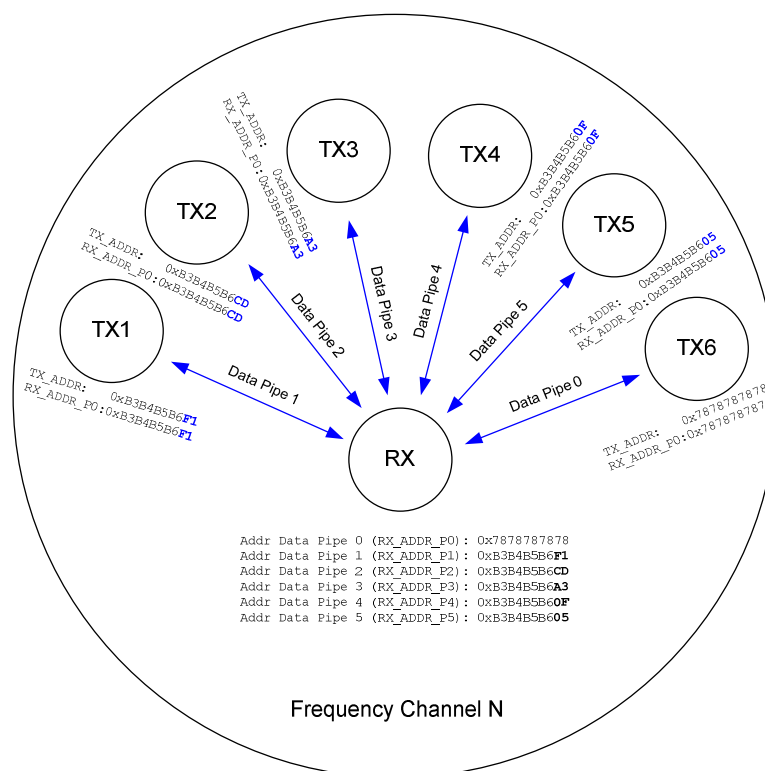 TX1
TX2
TX3
TX4
TX5
TX6
RX
TX_ADDR: 0xB3B4B5B6F1
RX_ADDR_P0:0xB3B4B5B6F1
TX_ADDR: 0xB3B4B5B6CD
RX_ADDR_P0:0xB3B4B5B6CD
TX_ADDR: 0xB3B4B5B6A3
RX_ADDR_P0:0xB3B4B5B6A3
TX_ADDR: 0xB3B4B5B60F
RX_ADDR_P0:0xB3B4B5B60F
TX_ADDR: 0xB3B4B5B605
RX_ADDR_P0:0xB3B4B5B605
TX_ADDR: 0x7878787878
RX_ADDR_P0:0x787878787
Data Pipe 1
Data Pipe 2
Data Pipe 3
Data Pipe 4
Data Pipe 5
Data Pipe 0
Addr Data Pipe 0 (RX_ADDR_P0): 0x7878787878
Addr Data Pipe 1 (RX_ADDR_P1): 0xB3B4B5B6F1
Addr Data Pipe 2 (RX_ADDR_P2): 0xB3B4B5B6CD
Addr Data Pipe 3 (RX_ADDR_P3): 0xB3B4B5B6A3
Addr Data Pipe 4 (RX_ADDR_P4): 0xB3B4B5B60F
Addr Data Pipe 5 (RX_ADDR_P5): 0xB3B4B5B605
Frequency Channel N